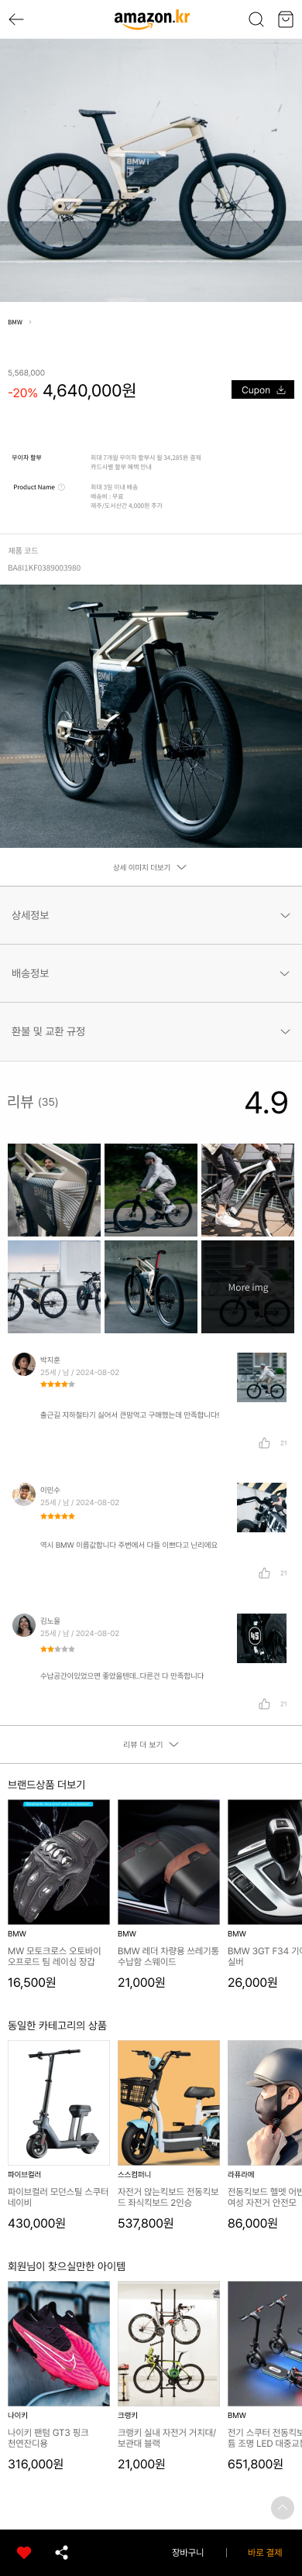 amazon.kr
BMW i
BMW >
5,568,000
-20% 4,640,000원
Cupon
무이자 할부
최대 7개월 무이자 할부시 월 34,285원 결제
카드사별 할부 혜택 안내
Product Name
최대 3일 이내 배송
배송비 : 무료
제주/도서산간 4,000원 추가
제품 코드
BA8I1KF0389003980
상세 이미지 더보기
상세정보
배송정보
환불 및 교환 규정
리뷰 (35)
4.9
More img
박지훈
25세 / 남 / 2024-08-02
출근길 지하철타기 싫어서 큰맘먹고 구매했는데 만족합니다!
21
이민수
25세 / 남 / 2024-08-02
역시 BMW 이름값합니다 주변에서 다들 이쁘다고 난리에요
21
김노을
25세 / 남 / 2024-08-02
수납공간이있었으면 좋았을텐데..다른건 다 만족합니다
21
리뷰 더 보기
브랜드상품 더보기
BMW
MW 모토크로스 오토바이
오프로드 팀 레이싱 장갑
16,500원
BMW
BMW 레더 차량용 쓰레기통
수납함 스웨이드
21,000원
BMW
BMW 3GT F34 기어
실버
26,000원
동일한 카테고리의 상품
파이브컬러
파이브컬러 모던스틸 스쿠터
네이비
430,000원
스스컴퍼니
자전거 앉는킥보드 전동킥보
드 좌식킥보드 2인승
537,800원
라퓨라메
전동킥보드 헬멧 어반
여성 자전거 안전모
86,000원
회원님이 찾으실만한 아이템
나이키
나이키 팬텀 GT3 핑크
천연잔디용
316,000원
크랭키
크랭키 실내 자전거 거치대/
보관대 블랙
21,000원
BMW
전기 스쿠터 전동킥보
튬 조명 LED 대중교통
651,800원
장바구니 | 바로 결제